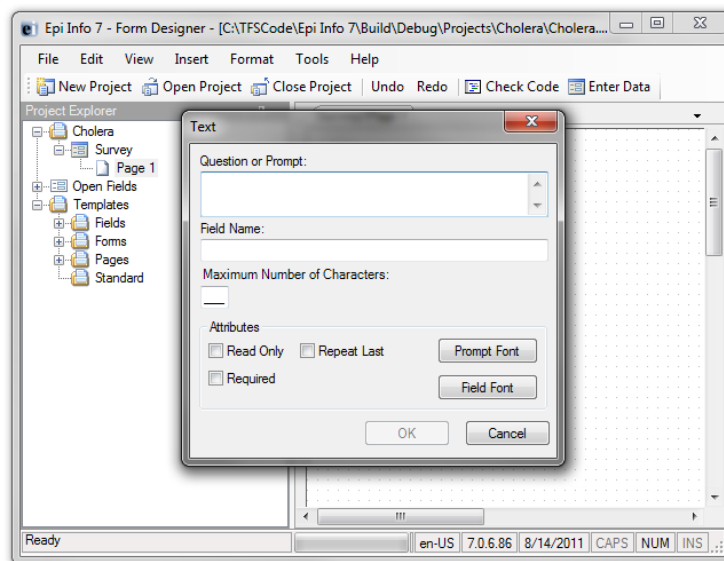 Epi Info 7 - Form Designer - [C:\TFSCode\Epi Info 7\Build\Debug\Projects\Cholera\Cholera....
File Edit View Insert Format Tools Help
New Project Open Project Close Project Undo Redo Check Code Enter Data
Project Explorer
Cholera
Survey
Page 1
Open Fields
Templates
Fields
Forms
Pages
Standard
Text
Question or Prompt:
Field Name:
Maximum Number of Characters:
Attributes
Read Only Repeat Last Prompt Font
Required Field Font
OK Cancel
Ready en-US 7.0.6.86 8/14/2011 CAPS NUM INS